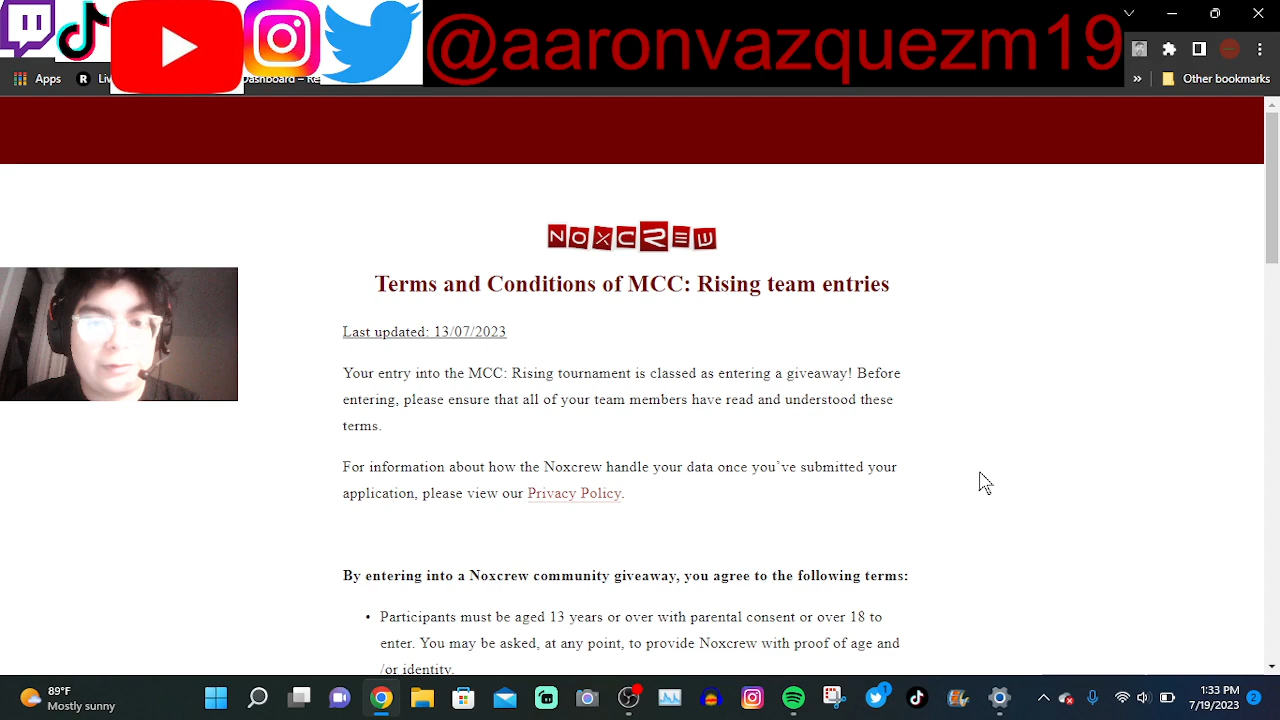 @aaronvazquezm19
Apps
Dashboard – Re
Other bookmarks
NOXCREW
Terms and Conditions of MCC: Rising team entries
Last updated: 13/07/2023
Your entry into the MCC: Rising tournament is classed as entering a giveaway! Before
entering, please ensure that all of your team members have read and understood these
terms.
For information about how the Noxcrew handle your data once you've submitted your
application, please view our Privacy Policy.
By entering into a Noxcrew community giveaway, you agree to the following terms:
• Participants must be aged 13 years or over with parental consent or over 18 to
enter. You may be asked, at any point, to provide Noxcrew with proof of age and
/or identity.
89°F
Mostly sunny
1
1:33 PM
7/19/2023
2